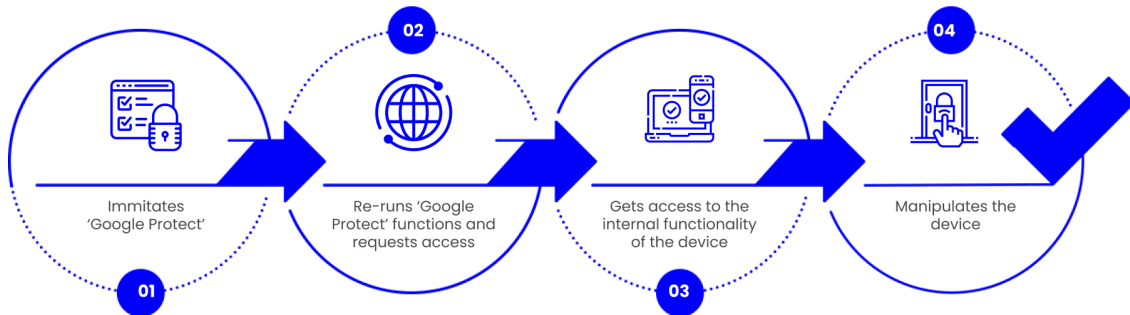 01
Immitates
‘Google Protect’
02
Re-runs ‘Google
Protect’ functions and
requests access
03
Gets access to the
internal functionality
of the device
04
Manipulates the
device